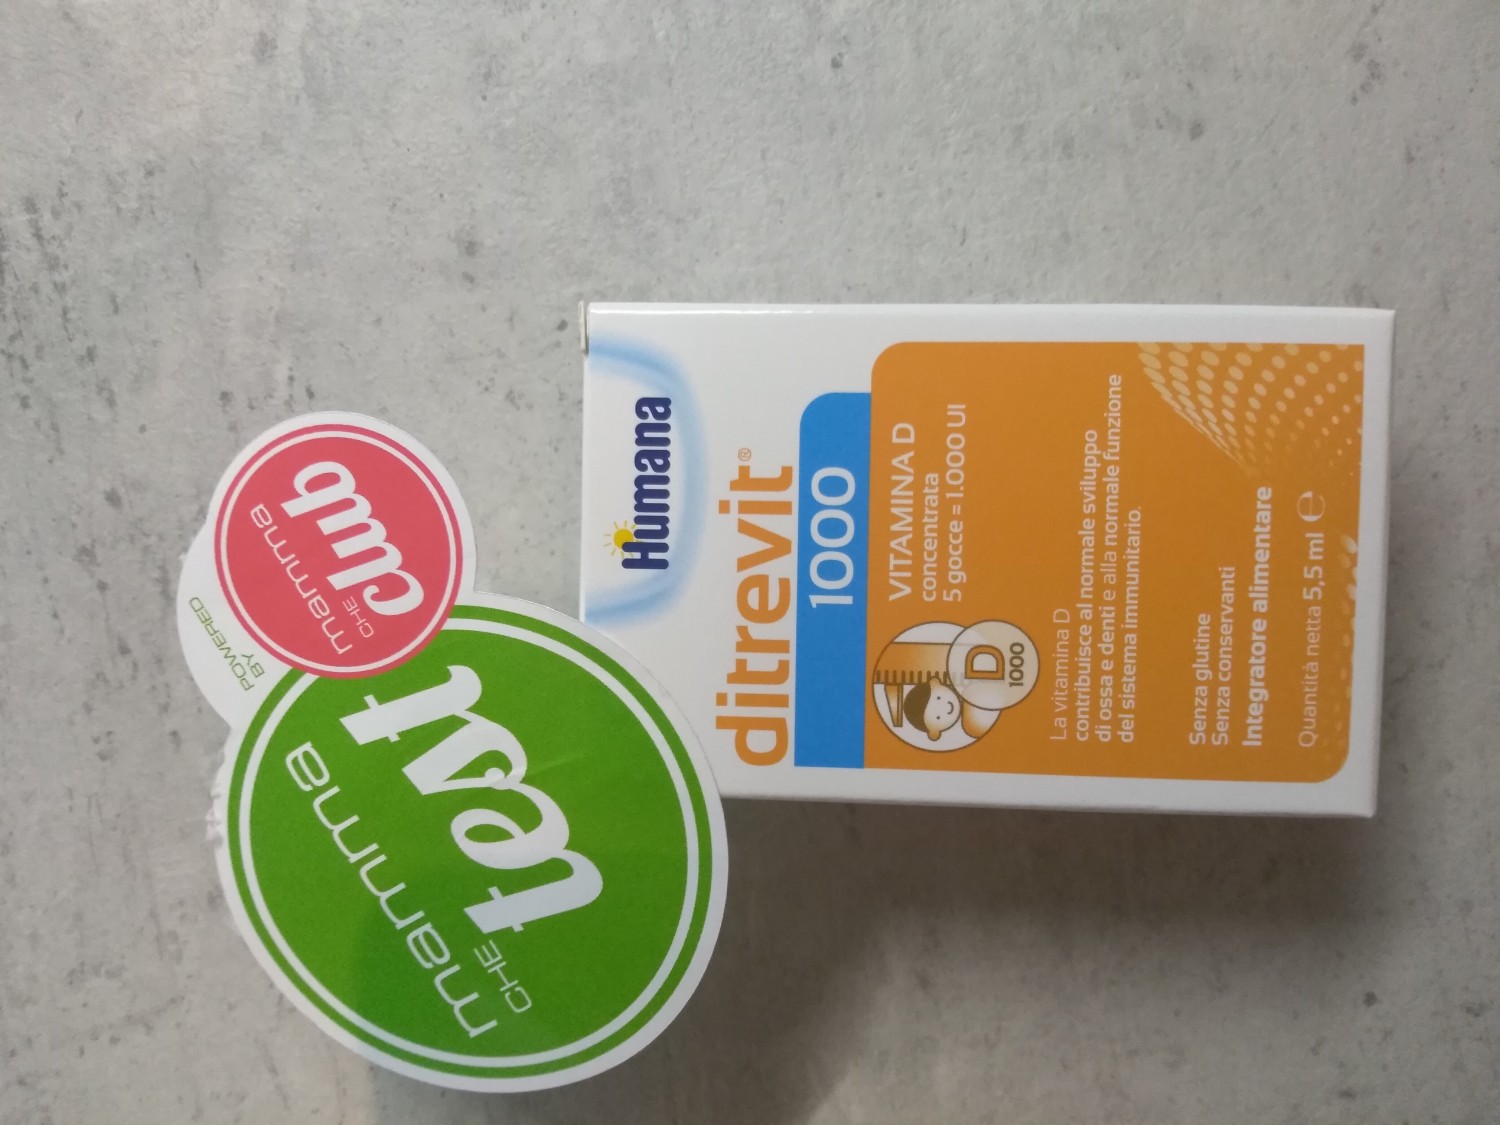 Humana
ditrevit®
1000
VITAMINA D
concentrata
5 gocce = 1.000 UI
D
1000
La vitamina D
contribuisce al normale sviluppo
di ossa e denti e alla normale funzione
del sistema immunitario.
Senza glutine
Senza conservanti
Integratore alimentare
Quantità netta 5,5 ml ℮
mamma
CHE
test
POWERED
BY
mamma
CHE
club